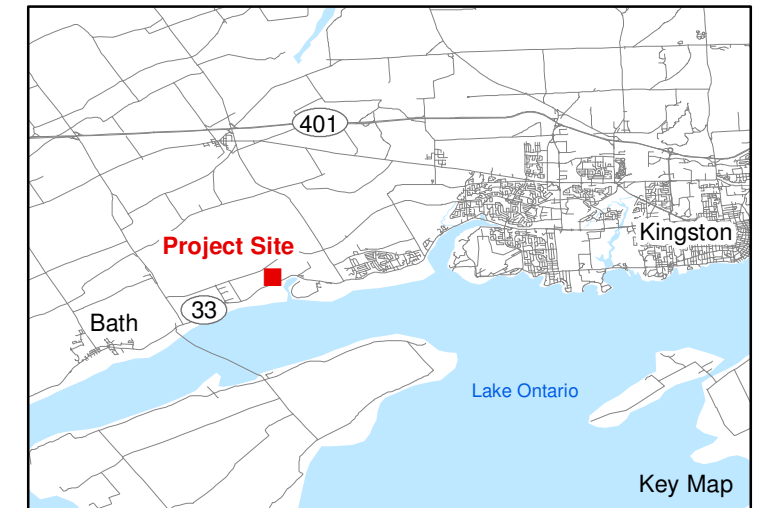 401
Kingston
Project Site
33
Bath
Lake Ontario
Key Map